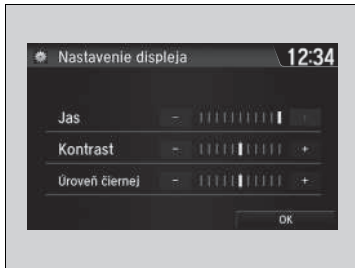 Nastavenie displeja
12:34
Jas
-
Kontrast
- +
Úroveň čiernej
- +
OK